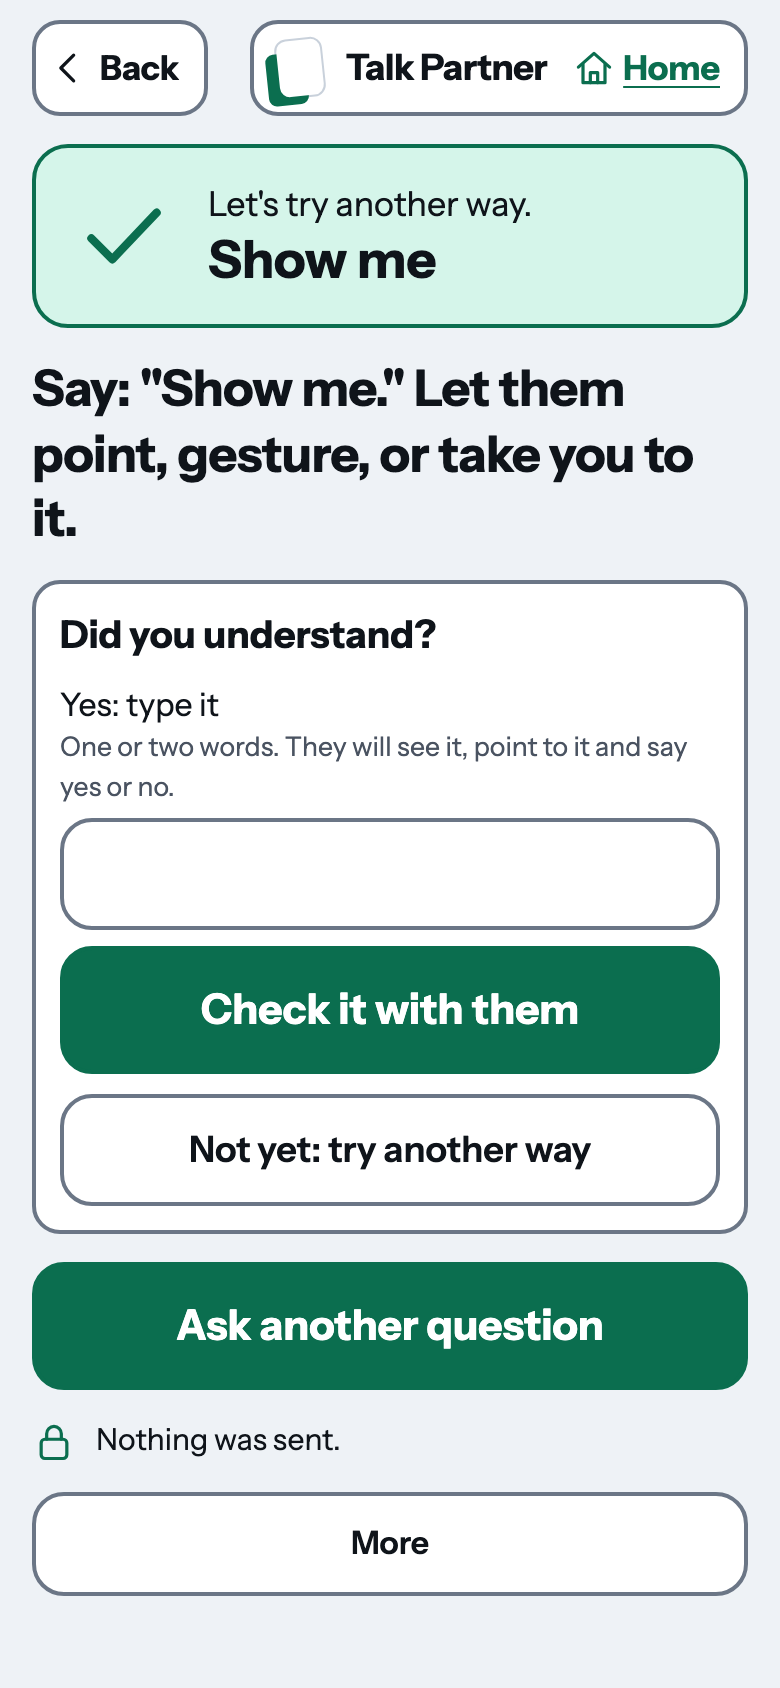 Back
Talk Partner
Home
Let's try another way.
Show me
Say: "Show me." Let them
point, gesture, or take you to
it.
Did you understand?
Yes: type it
One or two words. They will see it, point to it and say
yes or no.
Check it with them
Not yet: try another way
Ask another question
Nothing was sent.
More